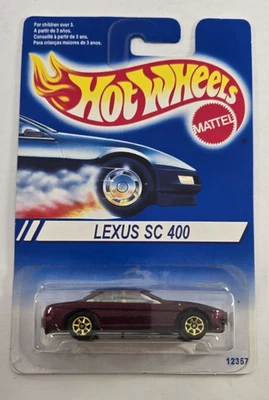 For children over 3.
A partir de 3 años.
Conseillé à partir de 3 ans.
Para crianças maiores de 3 anos.
HOT WHEELS
MATTEL
LEXUS SC 400
12357